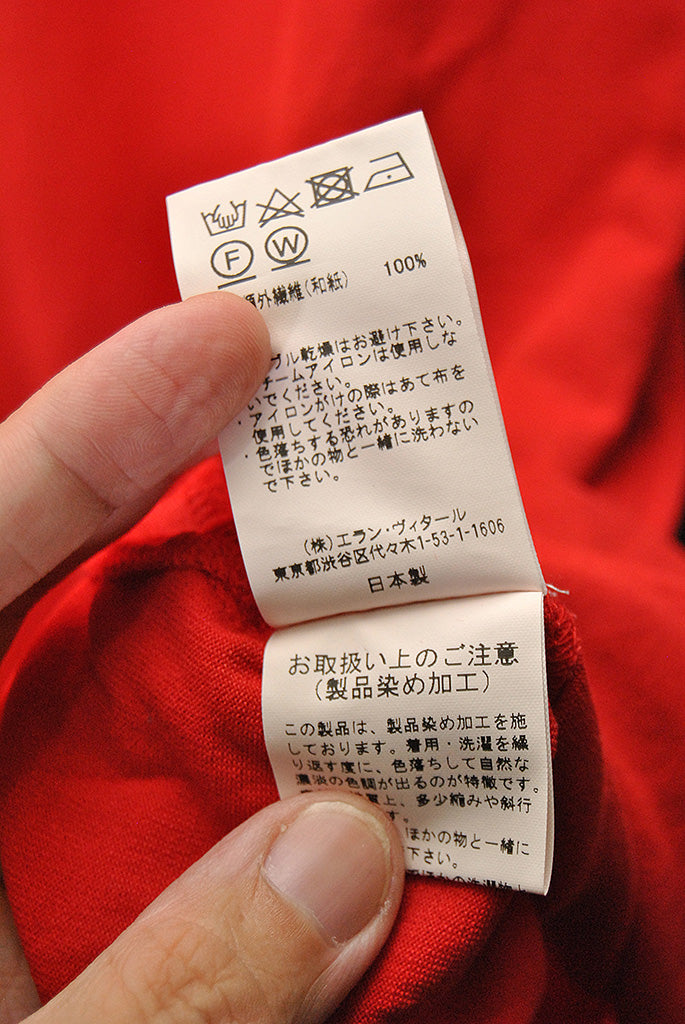 F W
外繊維(和紙) 100%
ブル乾燥はお避け下さい。
チームアイロンは使用しな
いでください。
・アイロンがけの際はあて布を
使用してください。
・色落ちする恐れがありますの
でほかの物と一緒に洗わない
で下さい。
(株)エラン・ヴィタール
東京都渋谷区代々木1-53-1-1606
日本製
お取扱い上のご注意
(製品染め加工)
この製品は、製品染め加工を施
しております。着用・洗濯を繰
り返す度に、色落ちして自然な
濃淡の色調が出るのが特徴です。
上、多少縮みや斜行
す。
ほかの物と一緒に
下さい。